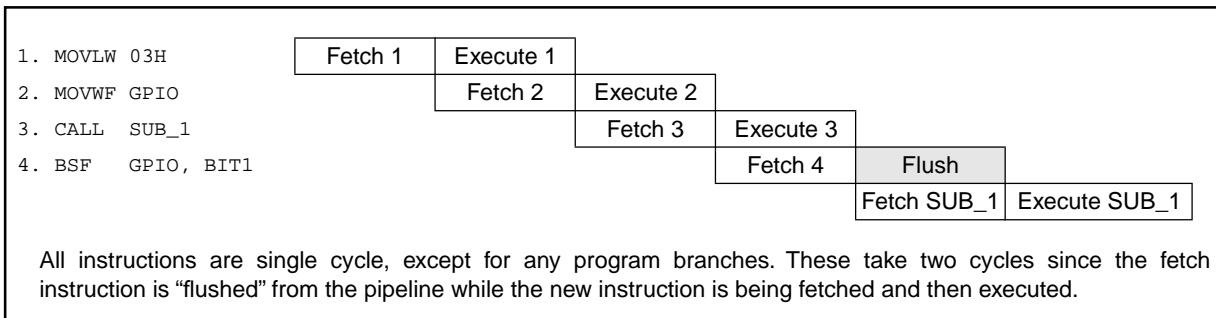 1. MOVLW 03H Fetch 1 Execute 1
2. MOVWF GPIO Fetch 2 Execute 2
3. CALL SUB_1 Fetch 3 Execute 3
4. BSF GPIO, BIT1 Fetch 4 Flush
Fetch SUB_1 Execute SUB_1
All instructions are single cycle, except for any program branches. These take two cycles since the fetch
instruction is “flushed” from the pipeline while the new instruction is being fetched and then executed.